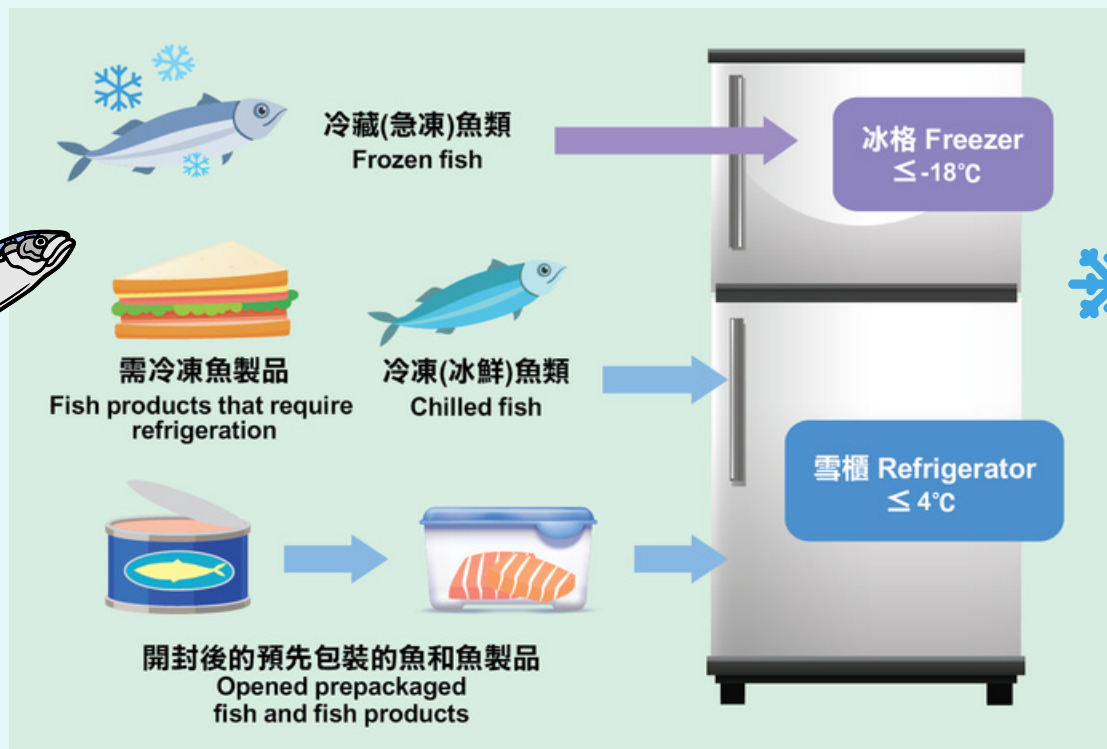 冷藏(急凍)魚類
Frozen fish
冰格 Freezer
≤ -18℃
需冷凍魚製品
Fish products that require
refrigeration
冷凍(冰鮮)魚類
Chilled fish
雪櫃 Refrigerator
≤ 4℃
開封後的預先包裝的魚和魚製品
Opened prepackaged
fish and fish products